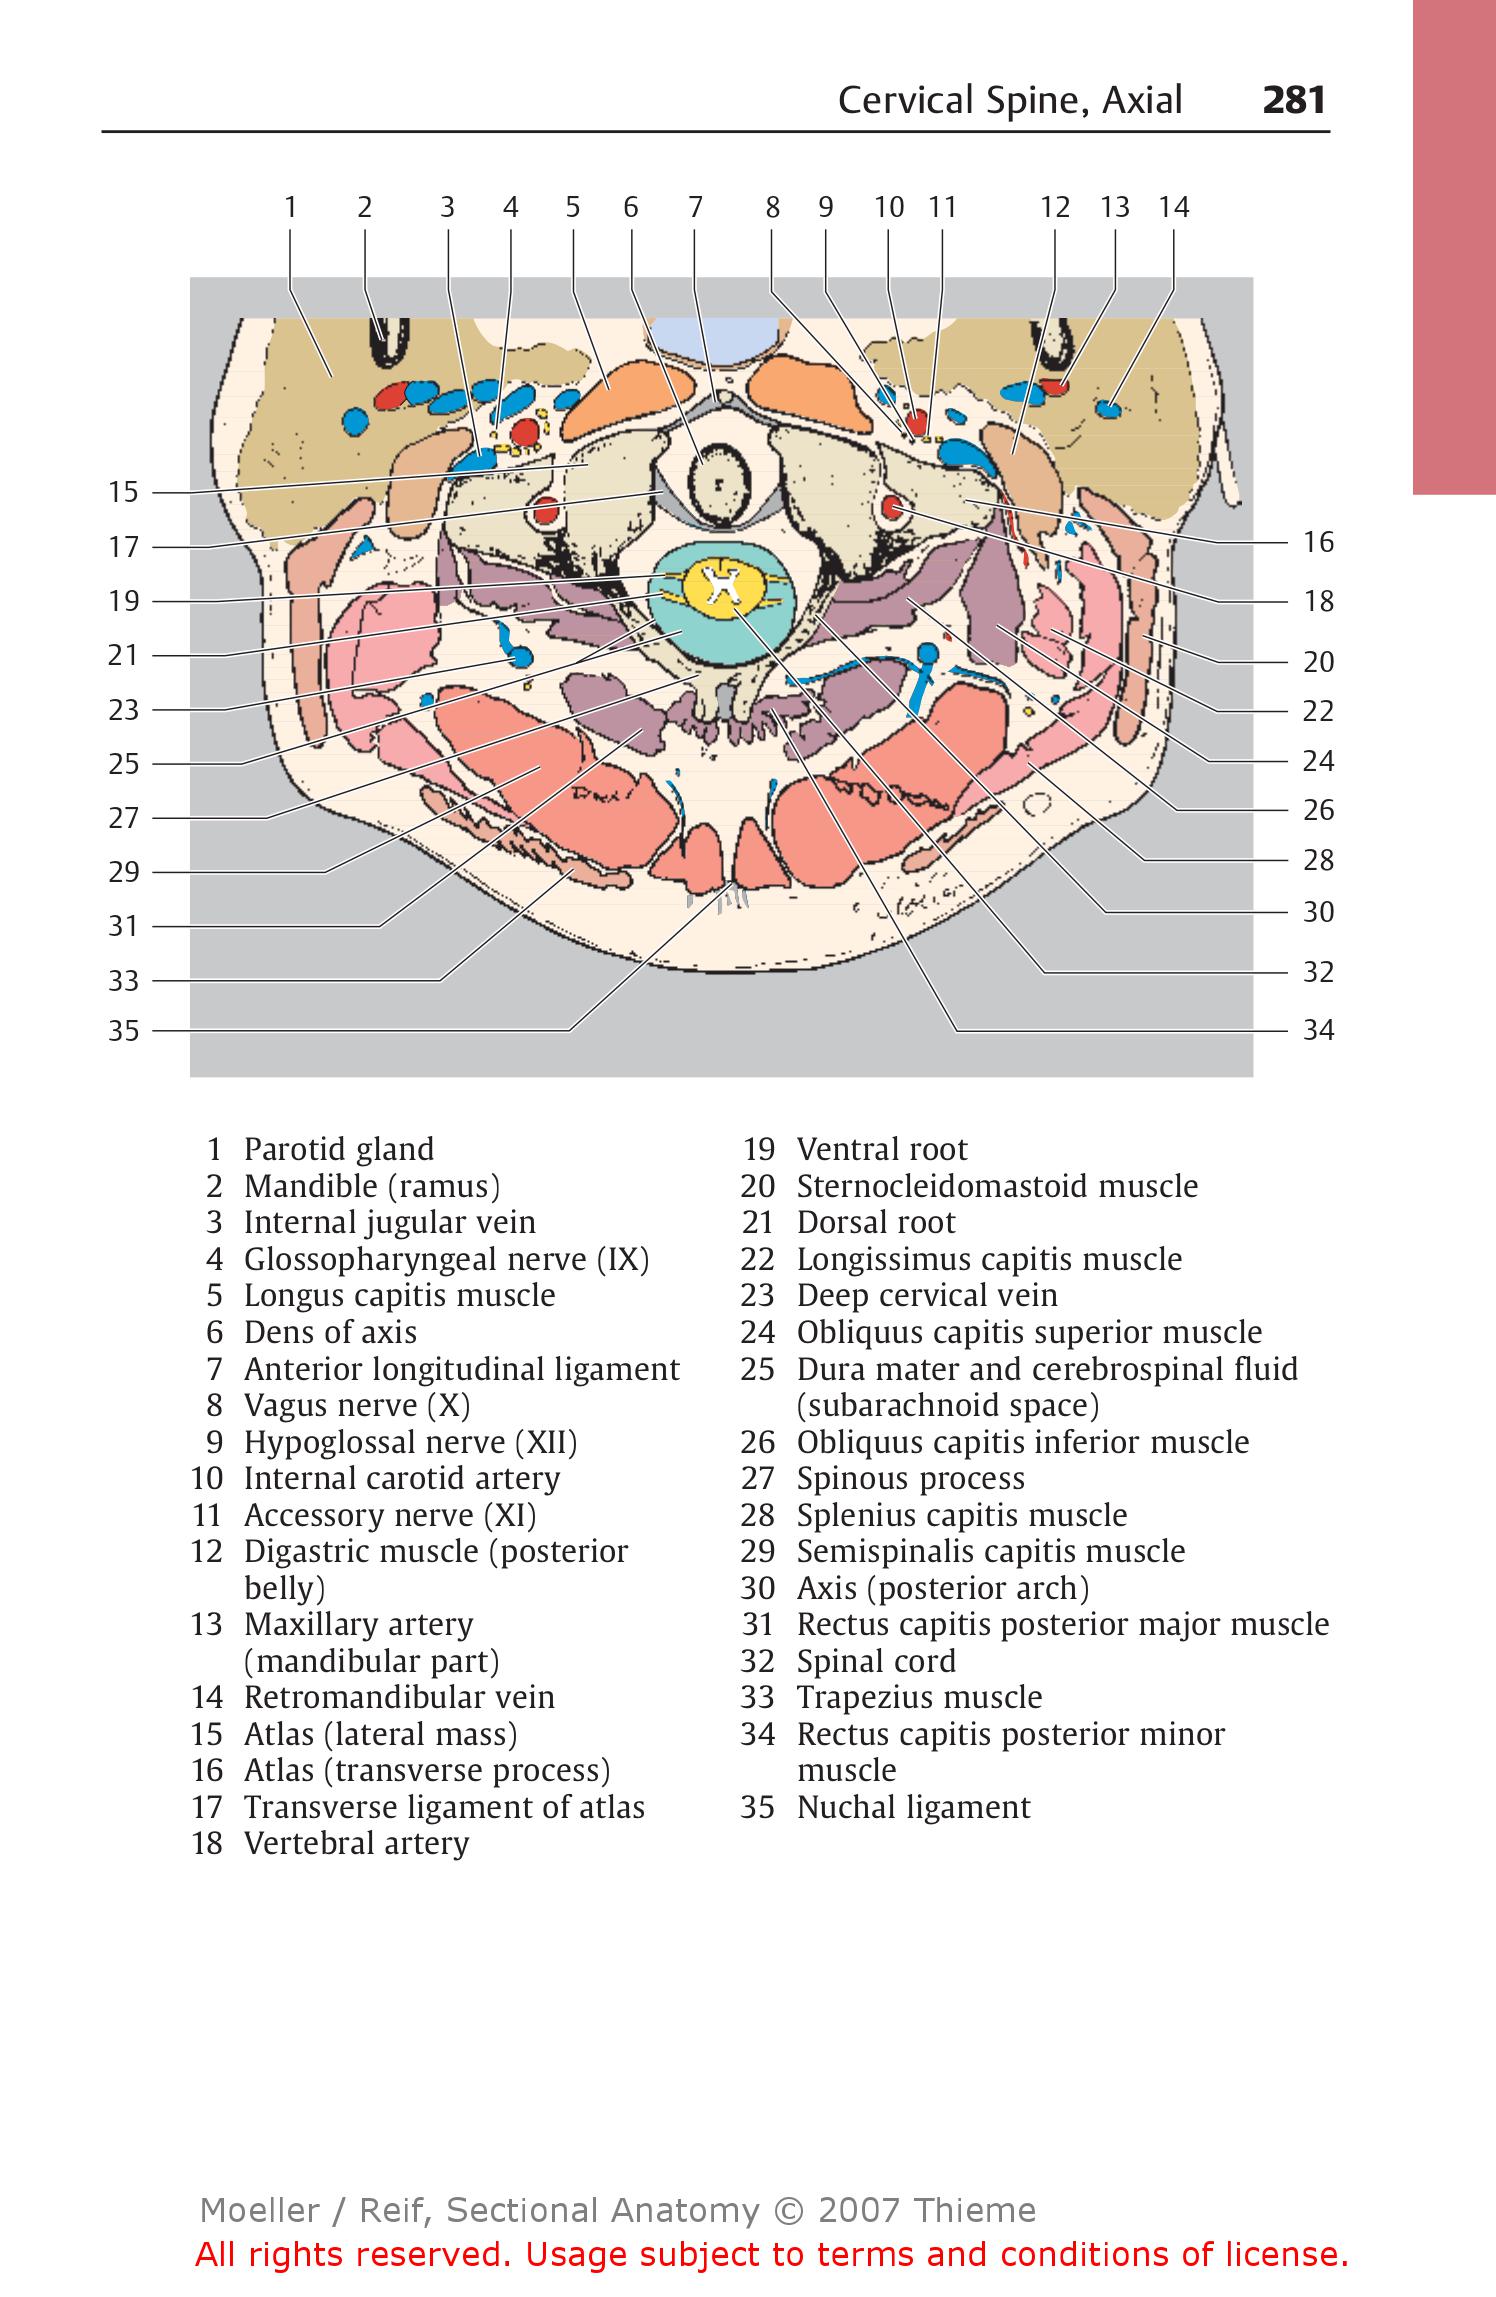 Cervical Spine, Axial 281
1 2 3 4 5 6 7 8 9 10 11 12 13 14
15
17
19
21
23
25
27
29
31
33
35
16
18
20
22
24
26
28
30
32
34
1 Parotid gland
2 Mandible (ramus)
3 Internal jugular vein
4 Glossopharyngeal nerve (IX)
5 Longus capitis muscle
6 Dens of axis
7 Anterior longitudinal ligament
8 Vagus nerve (X)
9 Hypoglossal nerve (XII)
10 Internal carotid artery
11 Accessory nerve (XI)
12 Digastric muscle (posterior
belly)
13 Maxillary artery
(mandibular part)
14 Retromandibular vein
15 Atlas (lateral mass)
16 Atlas (transverse process)
17 Transverse ligament of atlas
18 Vertebral artery
19 Ventral root
20 Sternocleidomastoid muscle
21 Dorsal root
22 Longissimus capitis muscle
23 Deep cervical vein
24 Obliquus capitis superior muscle
25 Dura mater and cerebrospinal fluid
(subarachnoid space)
26 Obliquus capitis inferior muscle
27 Spinous process
28 Splenius capitis muscle
29 Semispinalis capitis muscle
30 Axis (posterior arch)
31 Rectus capitis posterior major muscle
32 Spinal cord
33 Trapezius muscle
34 Rectus capitis posterior minor
muscle
35 Nuchal ligament
Moeller / Reif, Sectional Anatomy © 2007 Thieme
All rights reserved. Usage subject to terms and conditions of license.